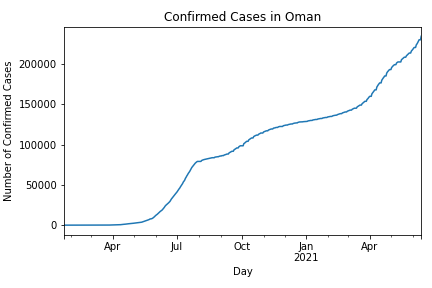 Confirmed Cases in Oman
Number of Confirmed Cases
200000
150000
100000
50000
0
Apr Jul Oct Jan Apr
2021
Day